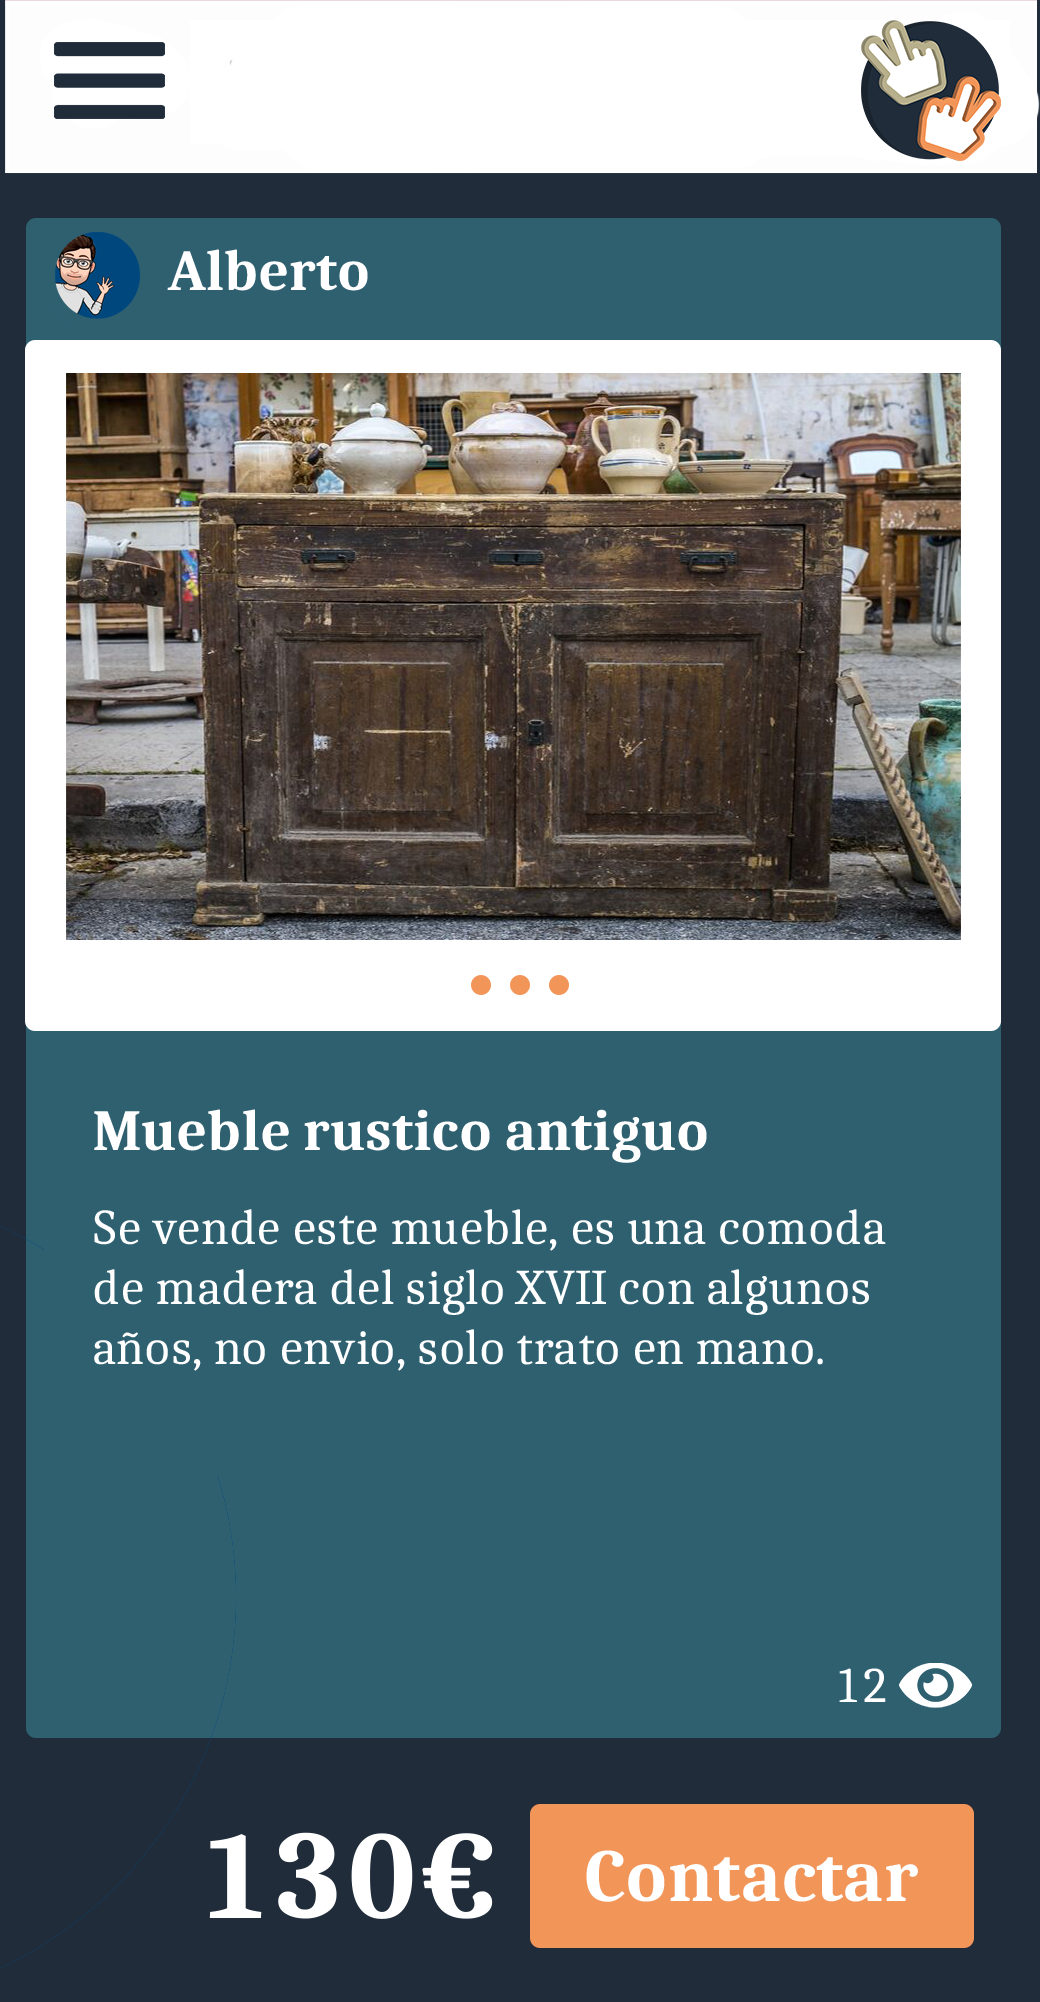 Alberto
Mueble rustico antiguo
Se vende este mueble, es una comoda
de madera del siglo XVII con algunos
años, no envio, solo trato en mano.
12
130€
Contactar